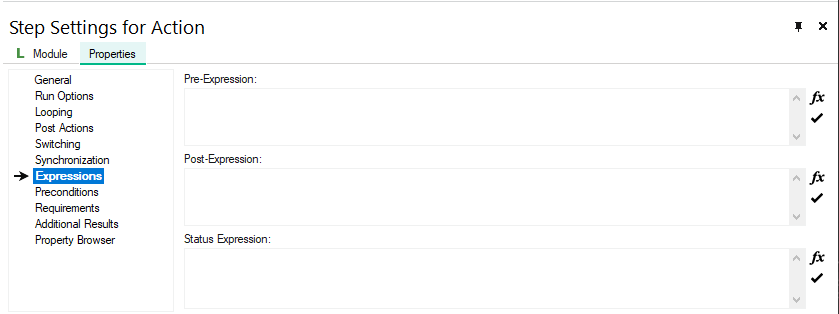 Step Settings for Action
L Module Properties
General
Run Options
Looping
Post Actions
Switching
Synchronization
Expressions
Preconditions
Requirements
Additional Results
Property Browser
Pre-Expression:
fx
Post-Expression:
fx
Status Expression:
fx